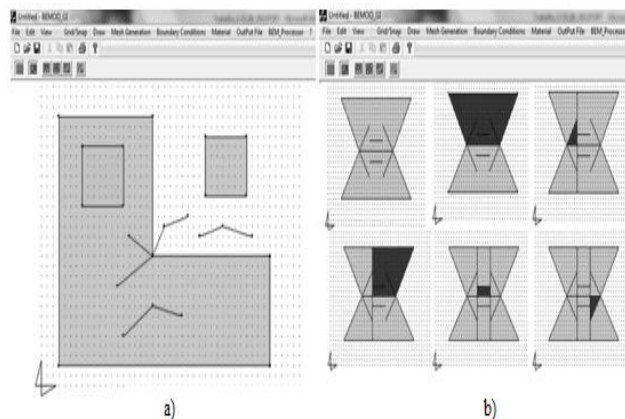 Untitled - BEMOO_GI
File Edit View Grid/Snap Draw Mesh Generation Boundary Conditions Material OutPut File BEM_Processor ?
Untitled - BEMOO_GI
File Edit View Grid/Snap Draw Mesh Generation Boundary Conditions Material OutPut File BEM_Processor
a)
b)